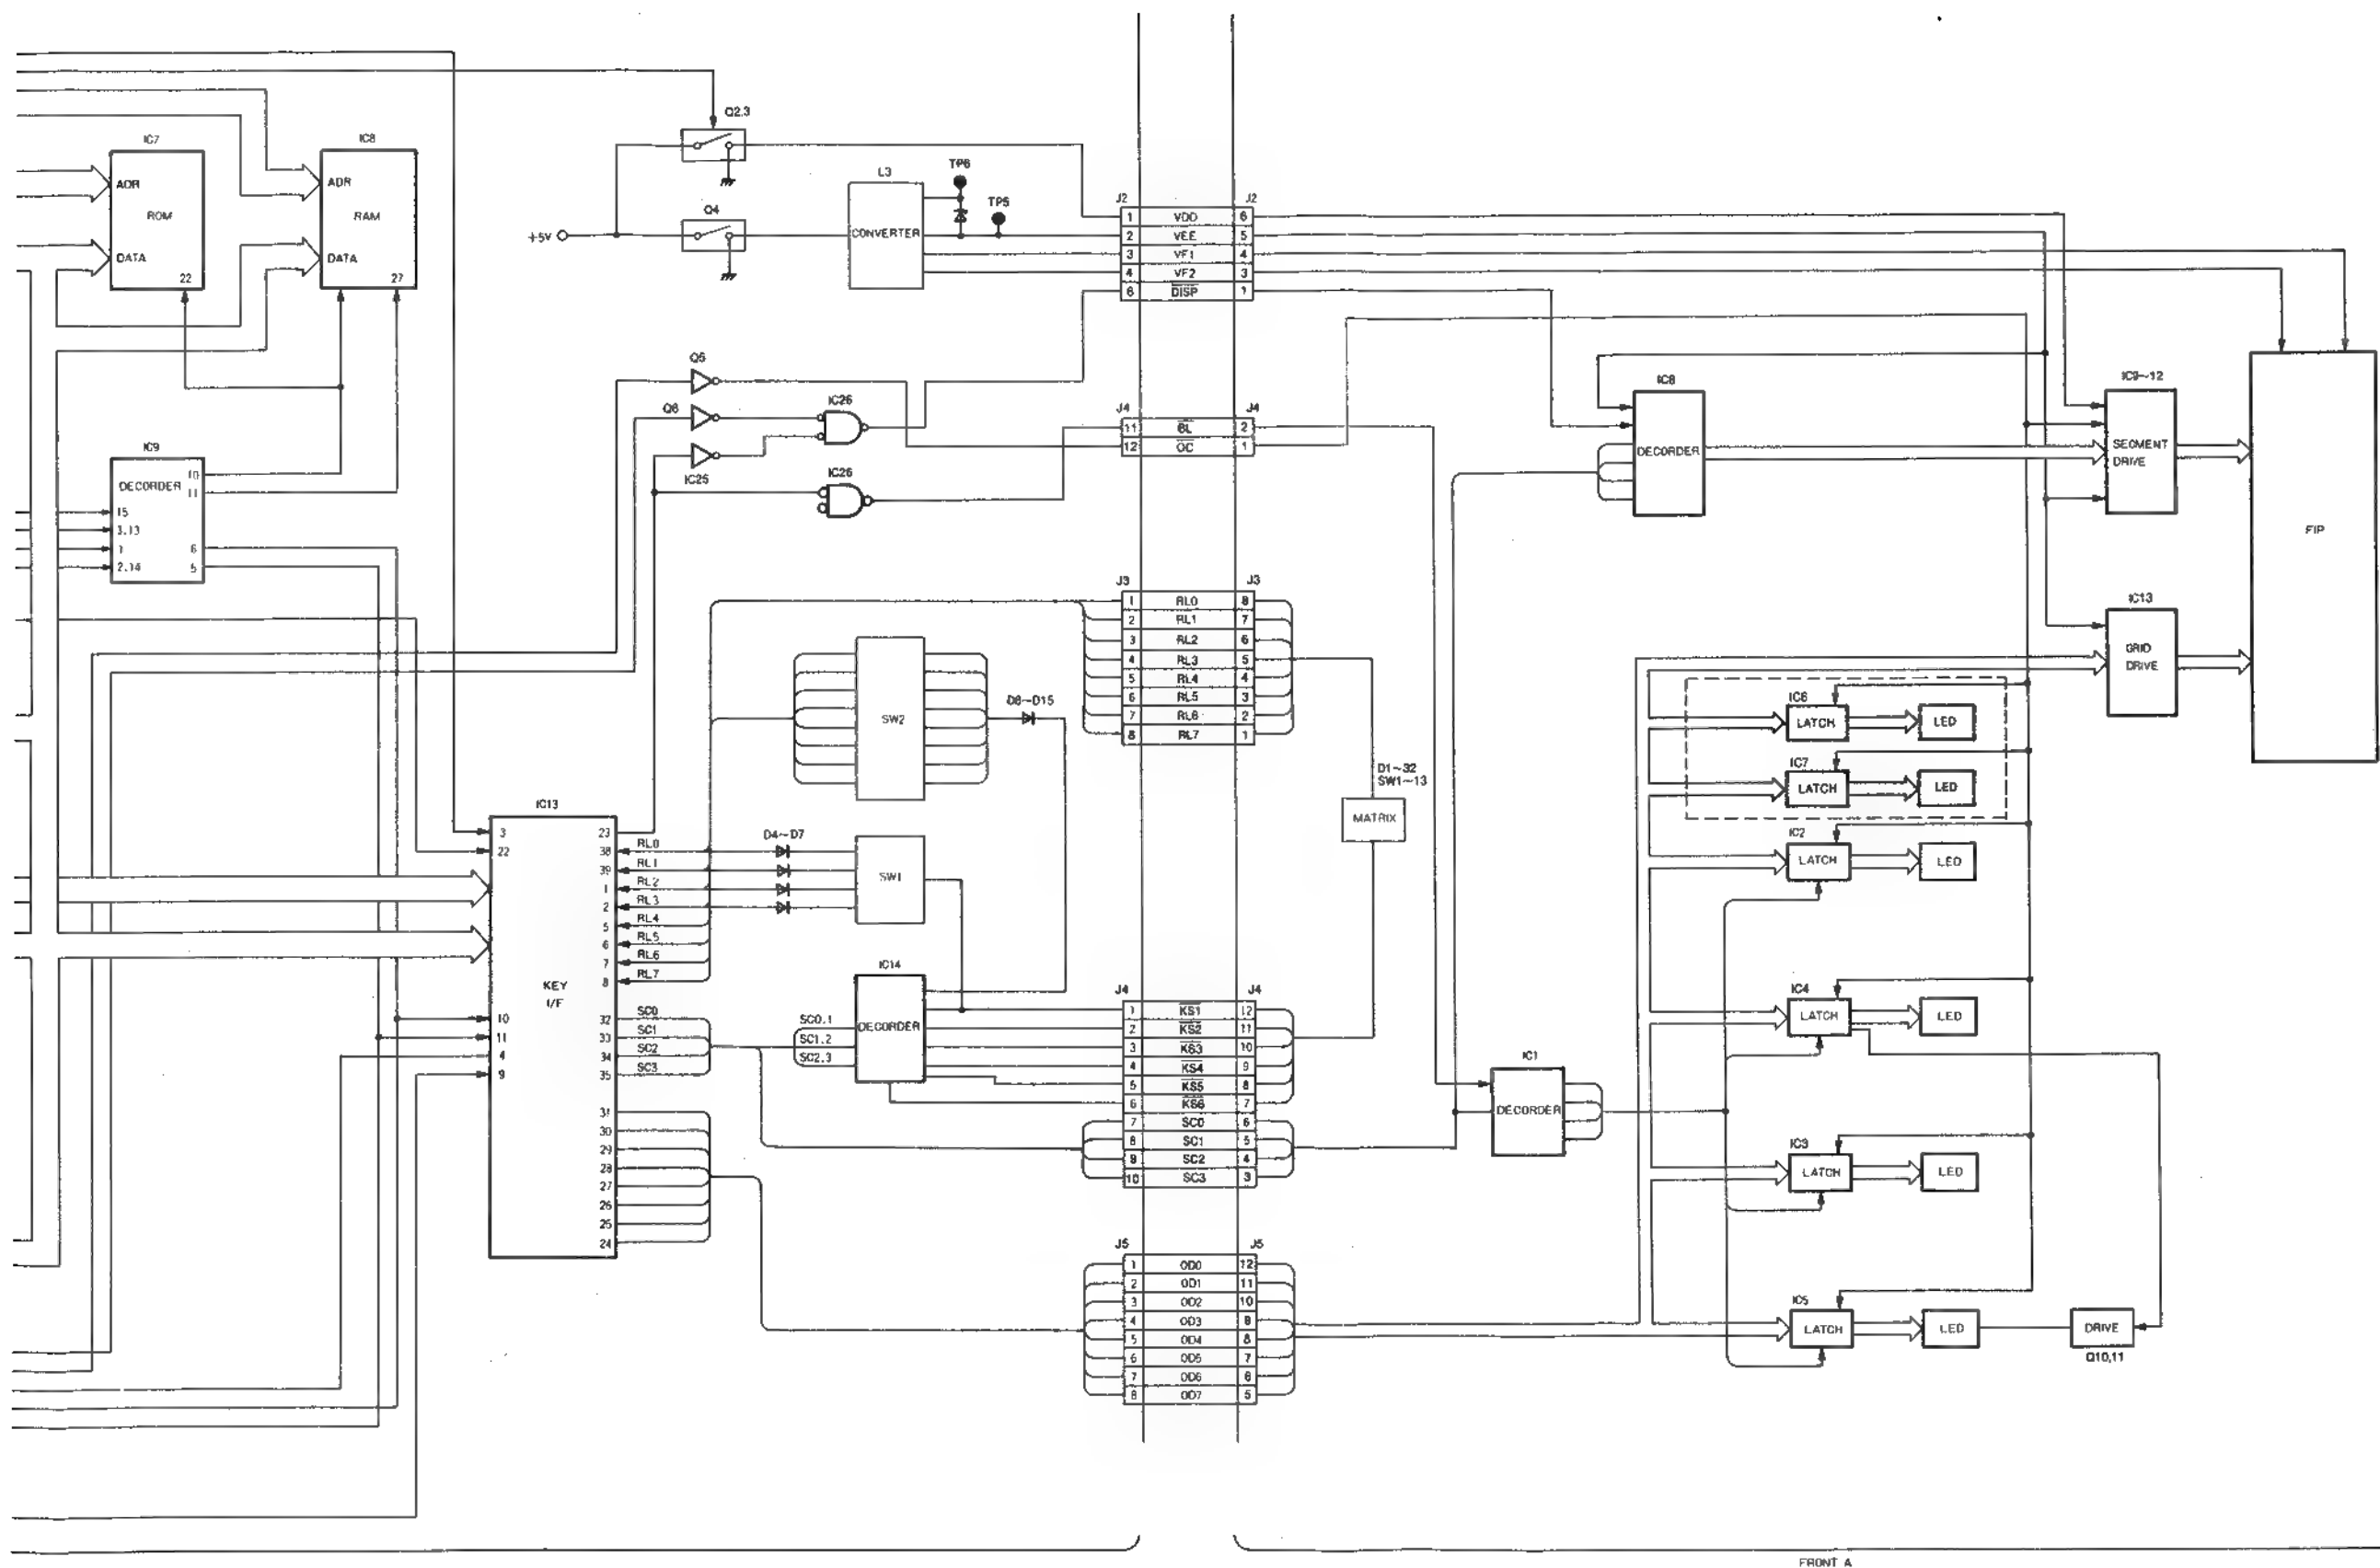 Q2,3
IC7
IC8
ADR
ROM
DATA
22
ADR
RAM
DATA
27
L3
CONVERTER
TP6
TP5
Q4
+5V
J2
J2
1 VDD 6
2 VEE 5
3 VF1 4
4 VF2 3
6 DISP 1
Q5
Q6
IC26
IC25
IC26
J4
J4
11 BL 2
12 OC 1
IC8
DECORDER
IC9~12
SEGMENT
DRIVE
FIP
IC9
DECORDER
10
11
15
3.13
1
2.14
6
5
J3
J3
1 RL0 8
2 RL1 7
3 RL2 6
4 RL3 5
5 RL4 4
6 RL5 3
7 RL6 2
8 RL7 1
IC13
GRID
DRIVE
SW2
D8~D15
D1~32
SW1~13
MATRIX
IC6
LATCH
LED
IC7
LATCH
LED
IC2
LATCH
LED
IC13
3
22
10
11
4
9
KEY
I/F
23
38 RL0
39 RL1
1 RL2
2 RL3
5 RL4
6 RL5
7 RL6
8 RL7
32 SC0
33 SC1
34 SC2
35 SC3
31
30
29
28
27
26
25
24
D4~D7
SW1
IC14
DECORDER
SC0.1
SC1.2
SC2.3
J4
J4
1 KS1 12
2 KS2 11
3 KS3 10
4 KS4 9
5 KS5 8
6 KS6 7
7 SC0 6
8 SC1 5
9 SC2 4
10 SC3 3
IC1
DECORDER
IC4
LATCH
LED
IC3
LATCH
LED
J5
J5
1 OD0 12
2 OD1 11
3 OD2 10
4 OD3 9
5 OD4 8
6 OD5 7
7 OD6 6
8 OD7 5
IC5
LATCH
LED
DRIVE
Q10,11
FRONT A